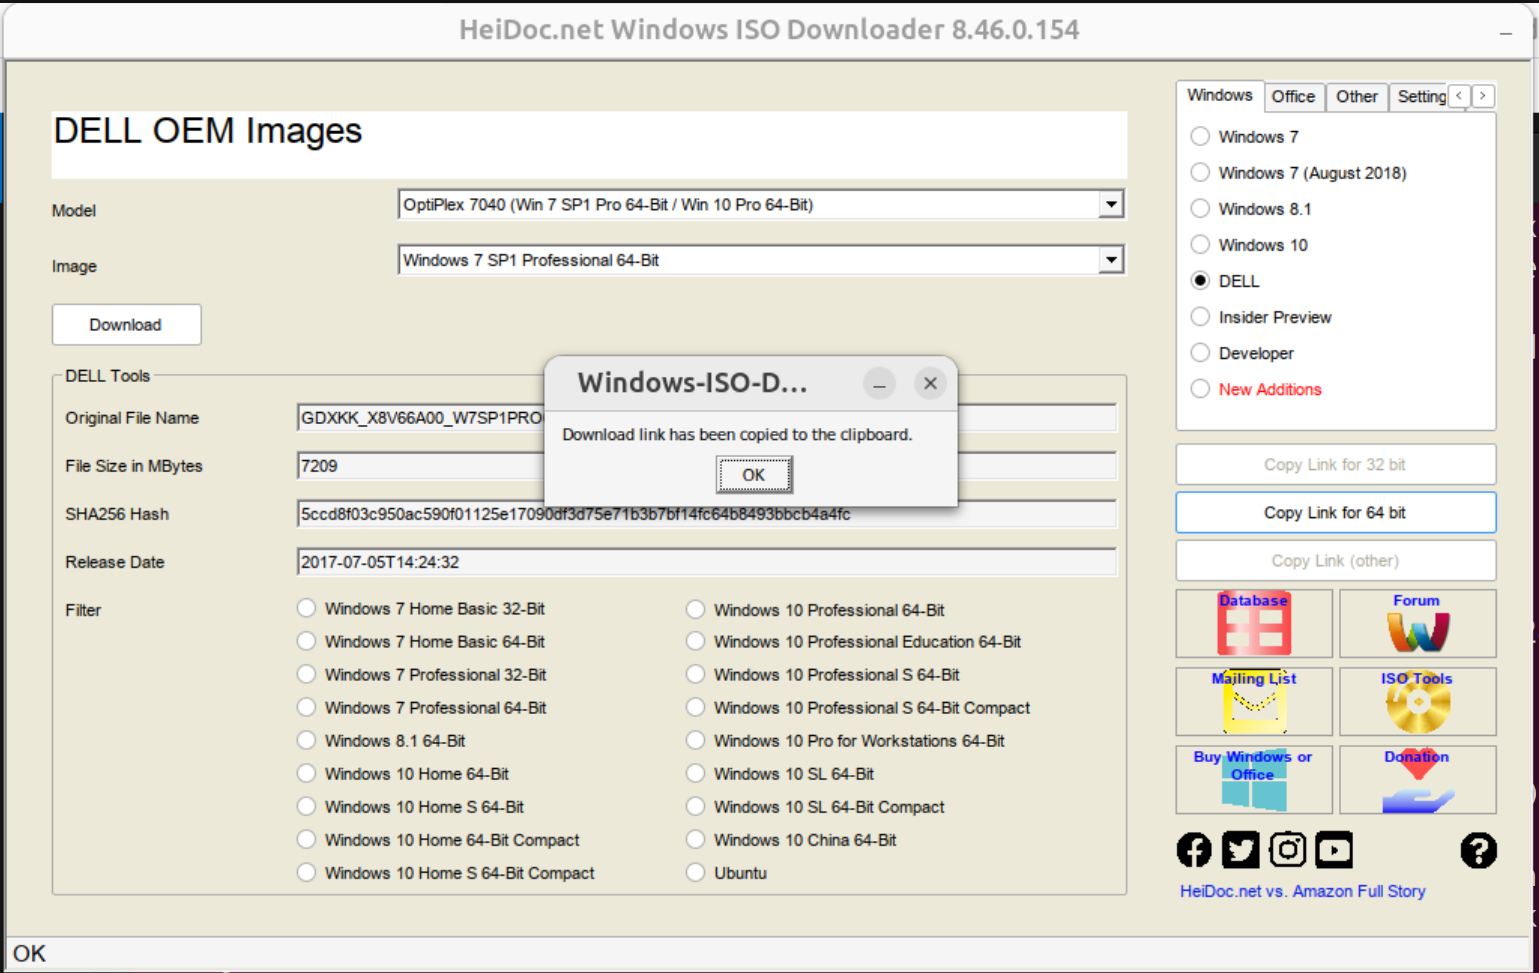 HeiDoc.net Windows ISO Downloader 8.46.0.154
DELL OEM Images
Model
OptiPlex 7040 (Win 7 SP1 Pro 64-Bit / Win 10 Pro 64-Bit)
Image
Windows 7 SP1 Professional 64-Bit
Download
DELL Tools
Original File Name
GDXKK_X8V66A00_W7SP1PRO
File Size in MBytes
7209
SHA256 Hash
5ccd8f03c950ac590f01125e17090df3d75e71b3b7bf14fc64b8493bbcb4a4fc
Release Date
2017-07-05T14:24:32
Filter
Windows 7 Home Basic 32-Bit
Windows 7 Home Basic 64-Bit
Windows 7 Professional 32-Bit
Windows 7 Professional 64-Bit
Windows 8.1 64-Bit
Windows 10 Home 64-Bit
Windows 10 Home S 64-Bit
Windows 10 Home 64-Bit Compact
Windows 10 Home S 64-Bit Compact
Windows 10 Professional 64-Bit
Windows 10 Professional Education 64-Bit
Windows 10 Professional S 64-Bit
Windows 10 Professional S 64-Bit Compact
Windows 10 Pro for Workstations 64-Bit
Windows 10 SL 64-Bit
Windows 10 SL 64-Bit Compact
Windows 10 China 64-Bit
Ubuntu
Windows-ISO-D...
Download link has been copied to the clipboard.
OK
Windows Office Other Setting
Windows 7
Windows 7 (August 2018)
Windows 8.1
Windows 10
DELL
Insider Preview
Developer
New Additions
Copy Link for 32 bit
Copy Link for 64 bit
Copy Link (other)
Database
Forum
Mailing List
ISO Tools
Buy Windows or
Office
Donation
HeiDoc.net vs. Amazon Full Story
OK